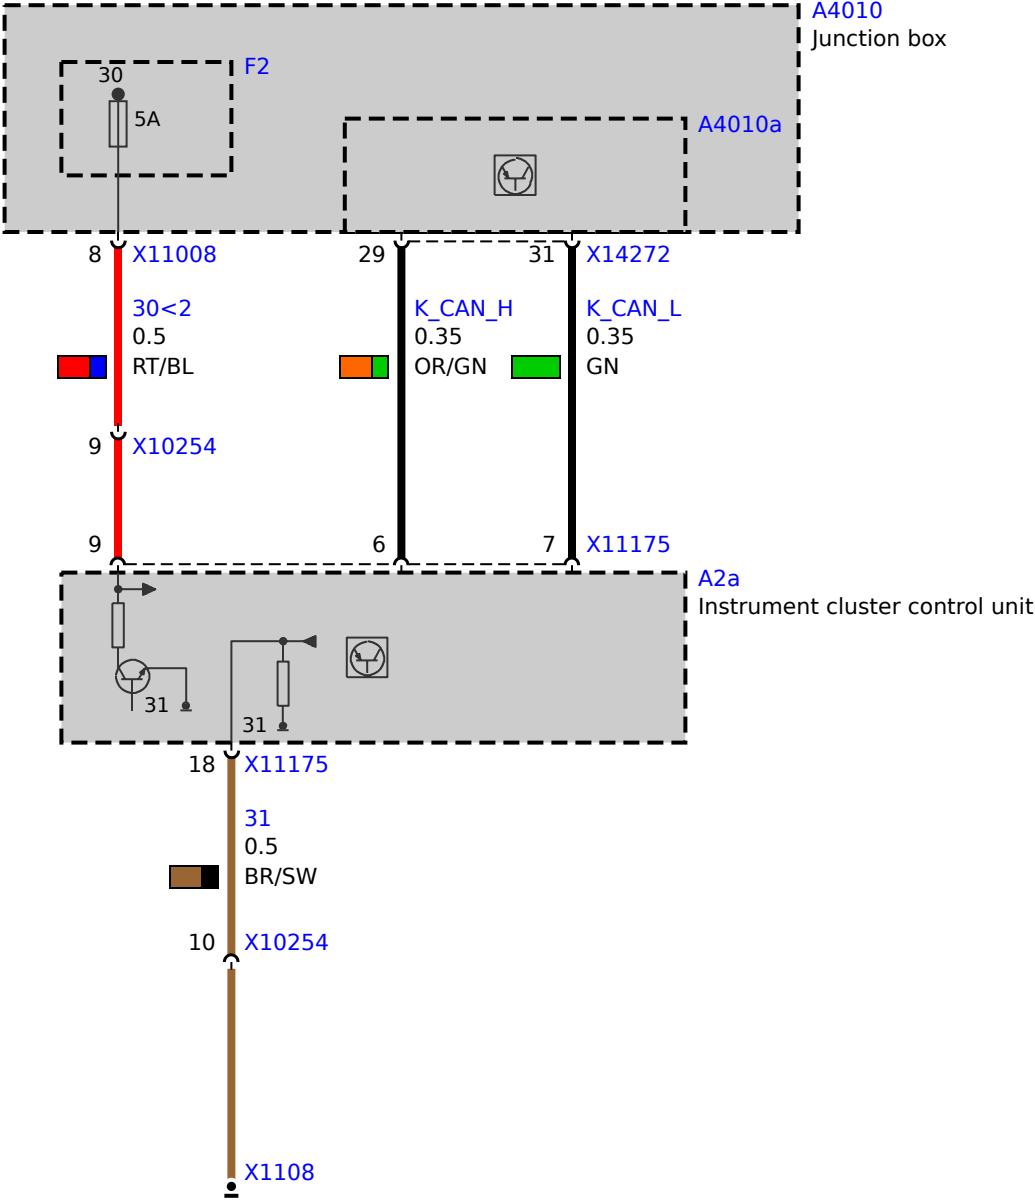 A4010
Junction box
F2
30
5A
A4010a
8 X11008
29
31 X14272
30<2
0.5
RT/BL
K_CAN_H
0.35
OR/GN
K_CAN_L
0.35
GN
9 X10254
9
6
7 X11175
A2a
Instrument cluster control unit
31
31
18 X11175
31
0.5
BR/SW
10 X10254
X1108